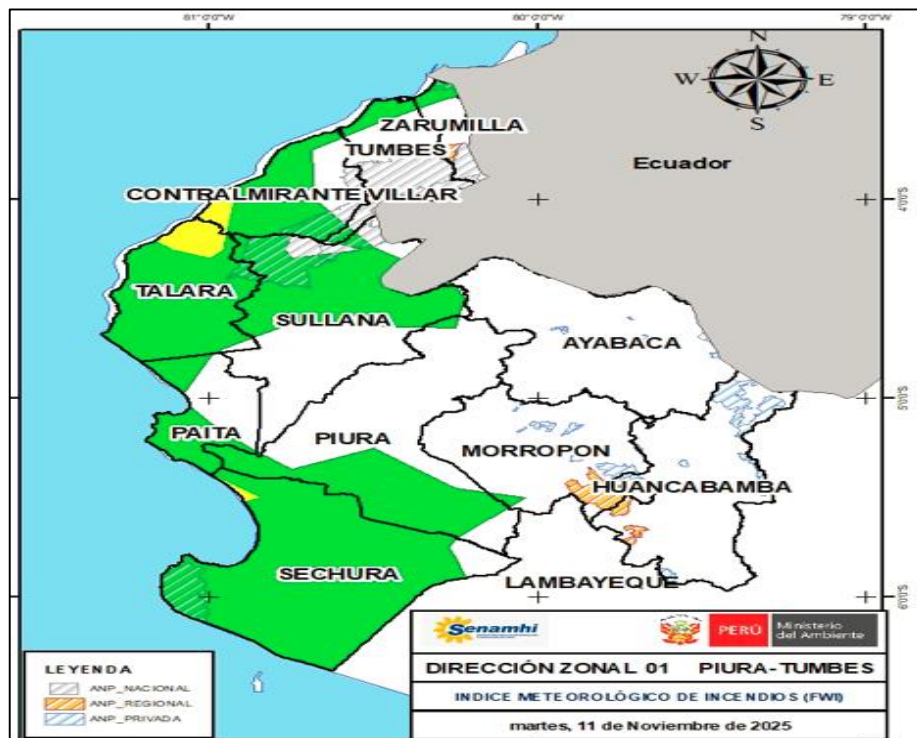 81°0'0"W 80°0'0"W 79°0'0"W
N
W E
S
ZARUMILLA
TUMBES
Ecuador
CONTRALMIRANTE VILLAR
4°0'0"S
TALARA
SULLANA
AYABACA
5°0'0"S
PAITA
PIURA
MORROPON
HUANCABAMBA
SECHURA
LAMBAYEQUE
6°0'0"S
Senamhi
PERÚ
Ministerio
del Ambiente
LEYENDA
ANP_NACIONAL
ANP_REGIONAL
ANP_PRIVADA
DIRECCIÓN ZONAL 01 PIURA-TUMBES
INDICE METEOROLÓGICO DE INCENDIOS (FWI)
martes, 11 de Noviembre de 2025